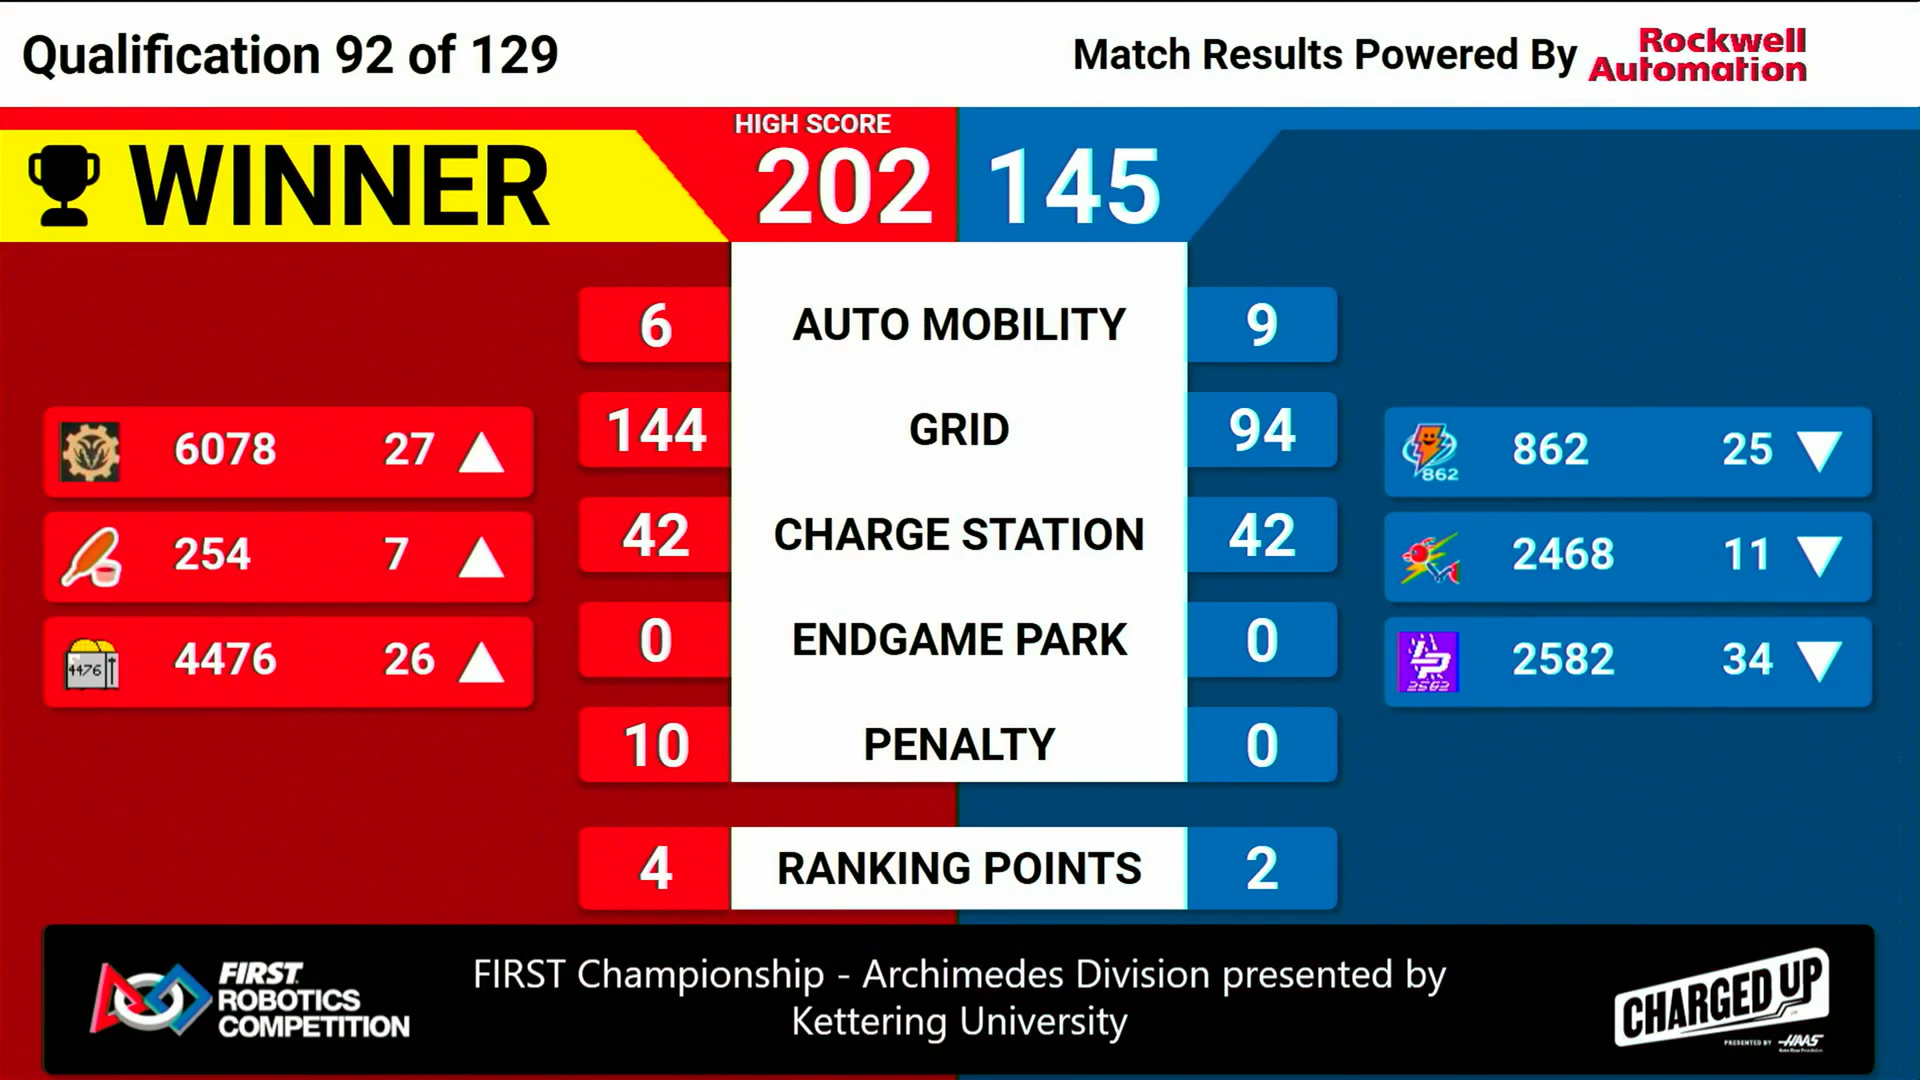 Qualification 92 of 129
Match Results Powered By Rockwell Automation
HIGH SCORE
WINNER 202 145
6 AUTO MOBILITY 9
144 GRID 94
6078 27
862 862 25
42 CHARGE STATION 42
254 7
2468 11
0 ENDGAME PARK 0
4476 4476 26
2582 2582 34
10 PENALTY 0
4 RANKING POINTS 2
FIRST ROBOTICS COMPETITION
FIRST Championship - Archimedes Division presented by
Kettering University
CHARGED UP
PRESENTED BY HAAS